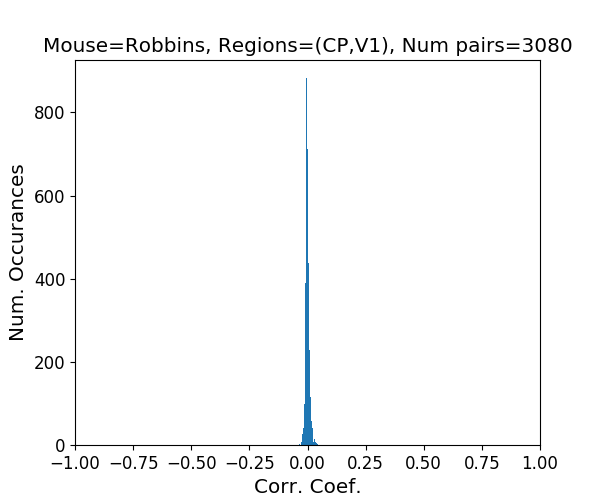 Mouse=Robbins, Regions=(CP,V1), Num pairs=3080
Num. Occurances
800
600
400
200
0
−1.00 −0.75 −0.50 −0.25 0.00 0.25 0.50 0.75 1.00
Corr. Coef.